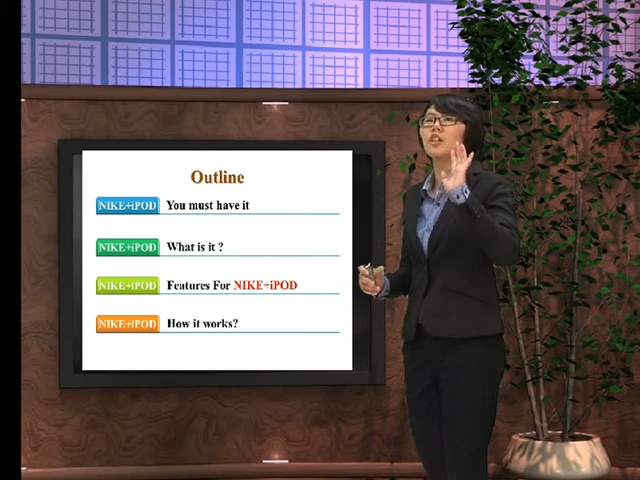 Outline
NIKE+iPOD You must have it
NIKE+iPOD What is it ?
NIKE+iPOD Features For NIKE+iPOD
NIKE+iPOD How it works?